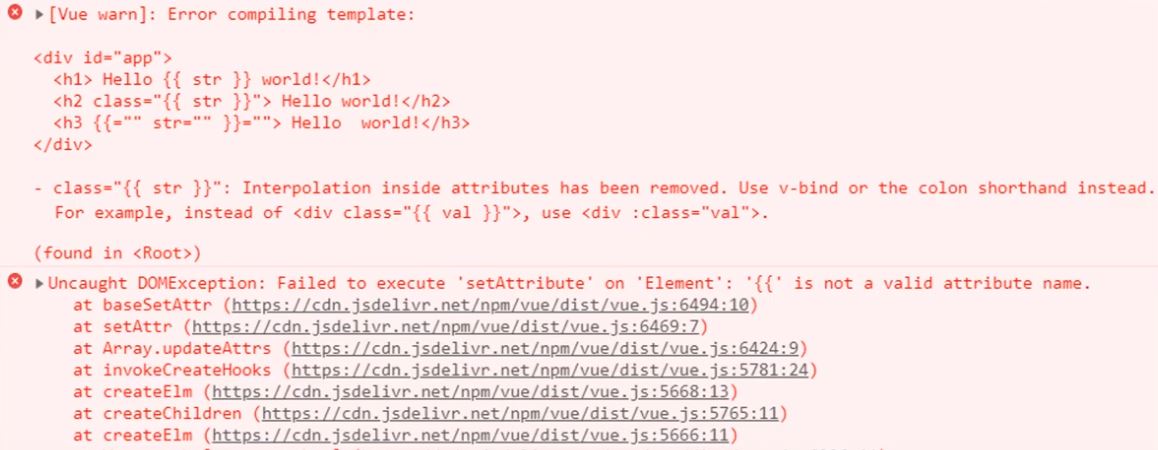 [Vue warn]: Error compiling template:
<div id="app">
<h1> Hello {{ str }} world!</h1>
<h2 class="{{ str }}"> Hello world!</h2>
<h3 {{="" str="" }}=""> Hello  world!</h3>
</div>
- class="{{ str }}": Interpolation inside attributes has been removed. Use v-bind or the colon shorthand instead.
For example, instead of <div class="{{ val }}">, use <div :class="val">.
(found in <Root>)
Uncaught DOMException: Failed to execute 'setAttribute' on 'Element': '{{' is not a valid attribute name.
at baseSetAttr (https://cdn.jsdelivr.net/npm/vue/dist/vue.js:6494:10)
at setAttr (https://cdn.jsdelivr.net/npm/vue/dist/vue.js:6469:7)
at Array.updateAttrs (https://cdn.jsdelivr.net/npm/vue/dist/vue.js:6424:9)
at invokeCreateHooks (https://cdn.jsdelivr.net/npm/vue/dist/vue.js:5781:24)
at createElm (https://cdn.jsdelivr.net/npm/vue/dist/vue.js:5668:13)
at createChildren (https://cdn.jsdelivr.net/npm/vue/dist/vue.js:5765:11)
at createElm (https://cdn.jsdelivr.net/npm/vue/dist/vue.js:5666:11)